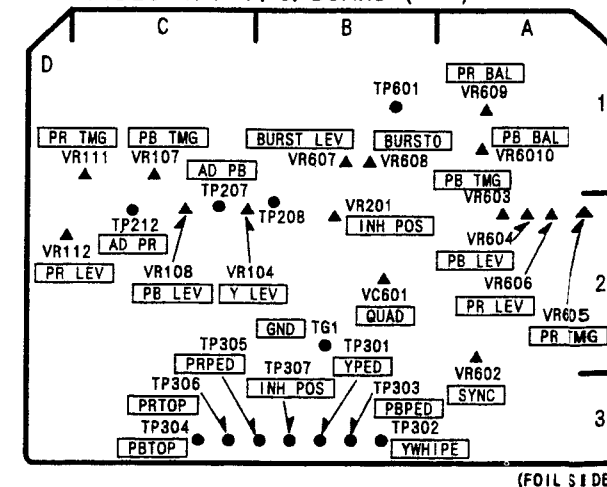 C B A
D
PR BAL
TP601 VR609
1
PR TMG PB TMG BURST LEV BURSTO PB BAL
VR111 VR107 VR607 VR608 VR6010
AD PB PB TMG
TP207 VR603
TP208 VR201
TP212 INH POS
AD PR
VR112 VR604
PR LEV PB LEV
VR108 VR104 VR606
PB LEV Y LEV VC601 PR LEV 2
QUAD VR605
GND TG1 PR TMG
TP305 TP301
PRPED TP307 YPED VR602
TP306 INH POS TP303 SYNC
PRTOP PBPED
TP304 TP302 3
PBTOP YWHIPE
(FOIL SIDE